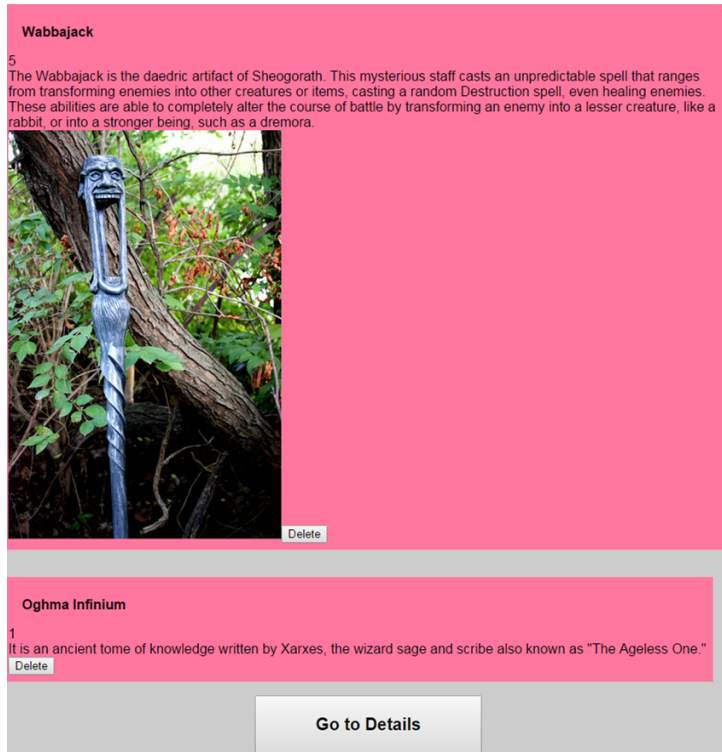 Wabbajack
5
The Wabbajack is the daedric artifact of Sheogorath. This mysterious staff casts an unpredictable spell that ranges
from transforming enemies into other creatures or items, casting a random Destruction spell, even healing enemies.
These abilities are able to completely alter the course of battle by transforming an enemy into a lesser creature, like a
rabbit, or into a stronger being, such as a dremora.
Delete
Oghma Infinium
1
It is an ancient tome of knowledge written by Xarxes, the wizard sage and scribe also known as "The Ageless One."
Delete
Go to Details